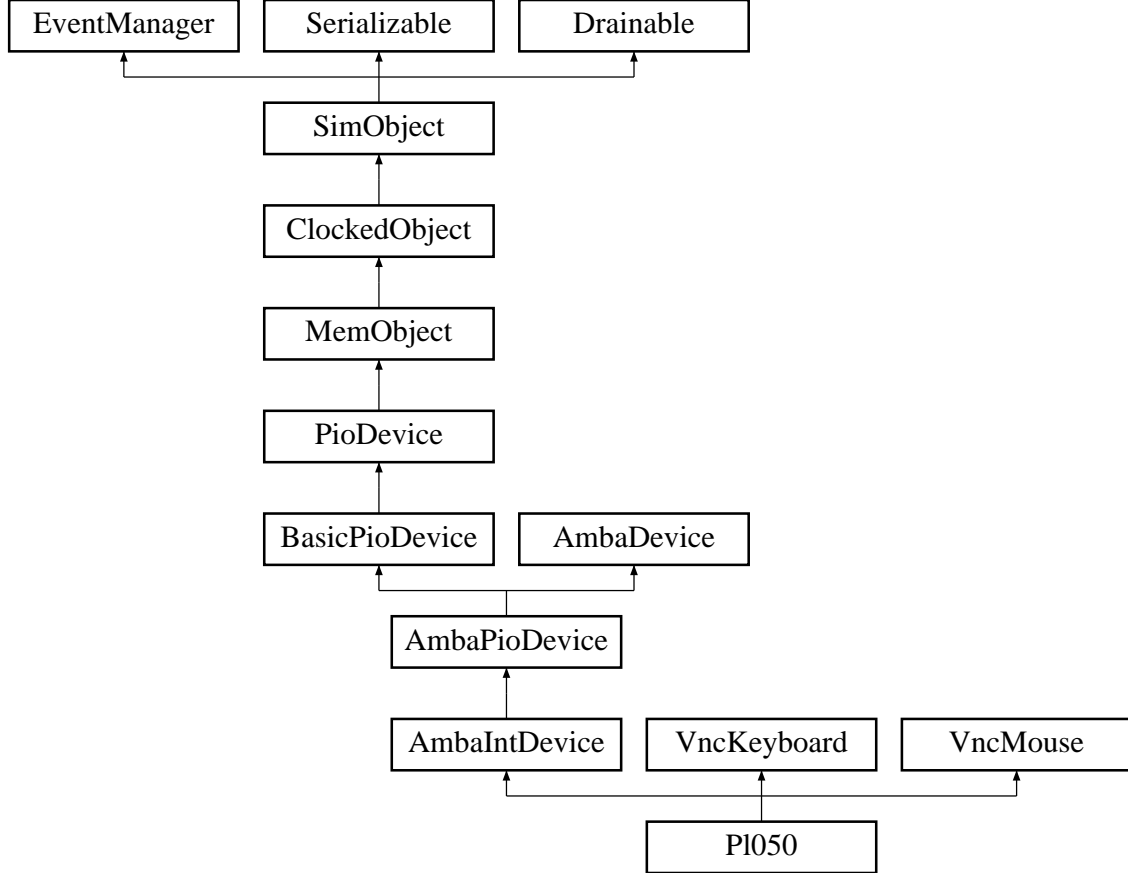 EventManager
Serializable
Drainable
SimObject
ClockedObject
MemObject
PioDevice
BasicPioDevice
AmbaDevice
AmbaPioDevice
AmbaIntDevice
VncKeyboard
VncMouse
Pl050